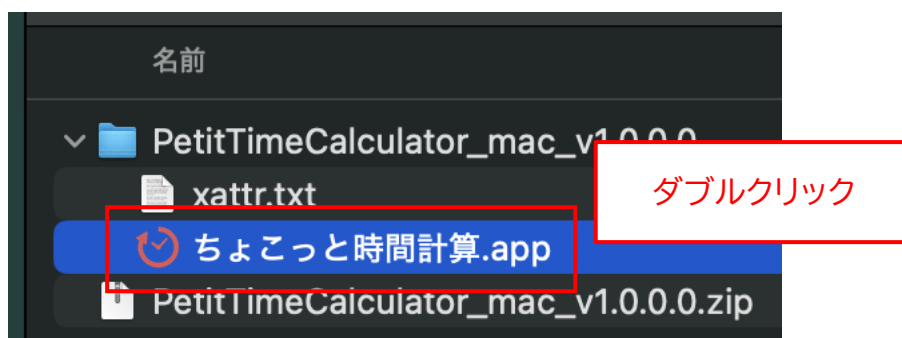 名前
PetitTimeCalculator_mac_v1.0.0.0
xattr.txt
ダブルクリック
ちょこっと時間計算.app
PetitTimeCalculator_mac_v1.0.0.0.zip